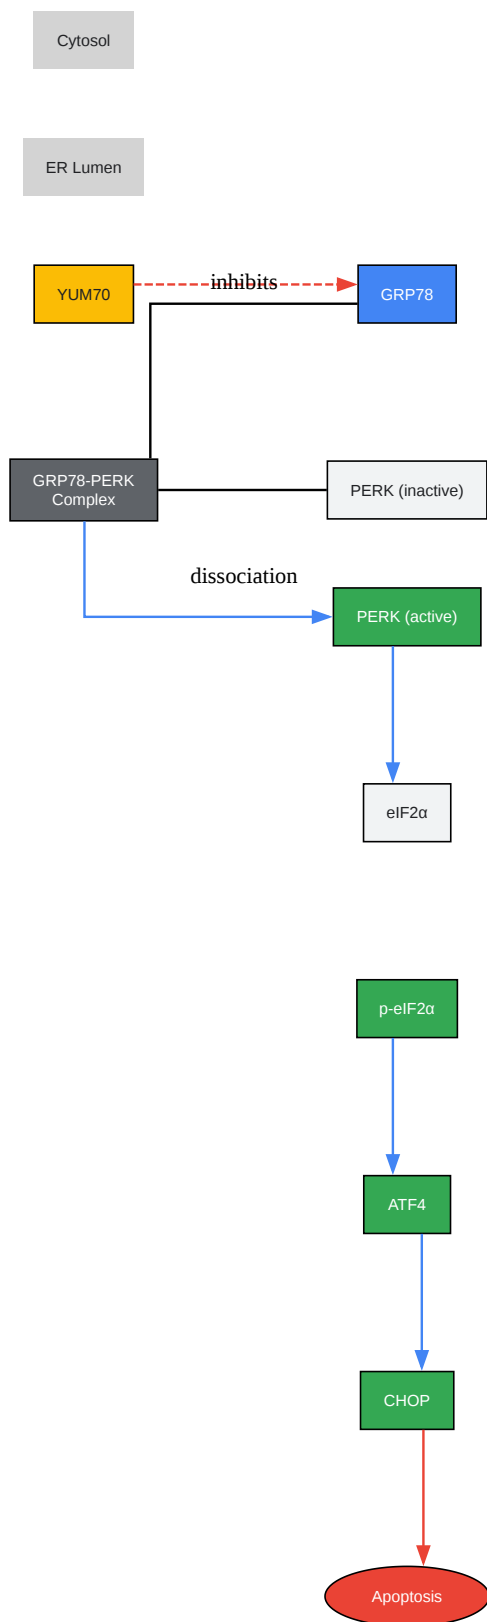 Cytosol
ER Lumen
YUM70
inhibits
GRP78
GRP78-PERK
Complex
PERK (inactive)
dissociation
PERK (active)
eIF2α
p-eIF2α
ATF4
CHOP
Apoptosis